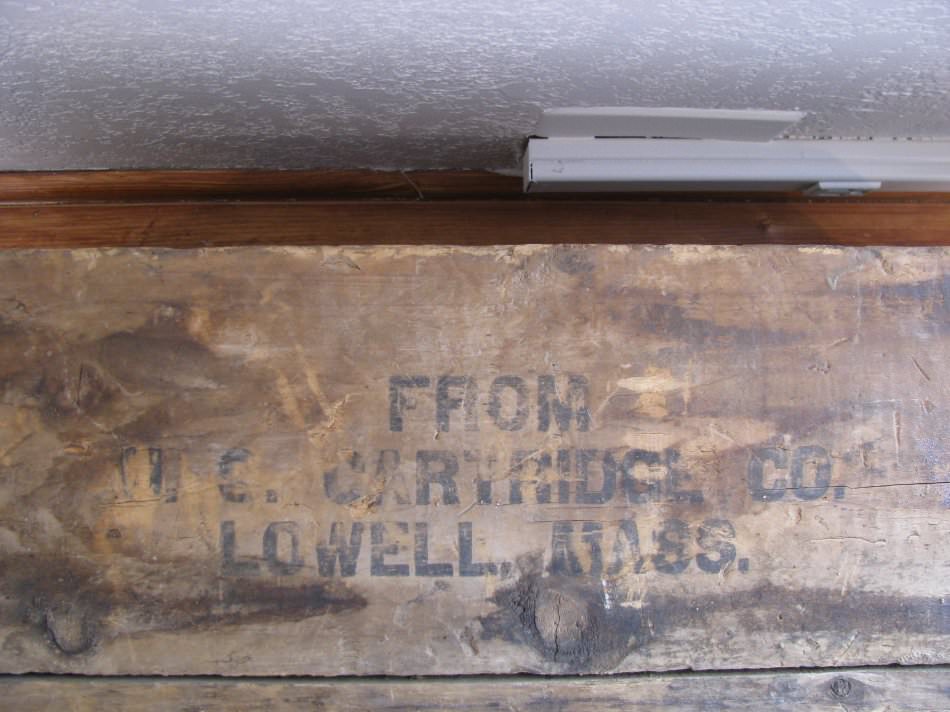 FROM
U. S. CARTRIDGE CO.
LOWELL, MASS.